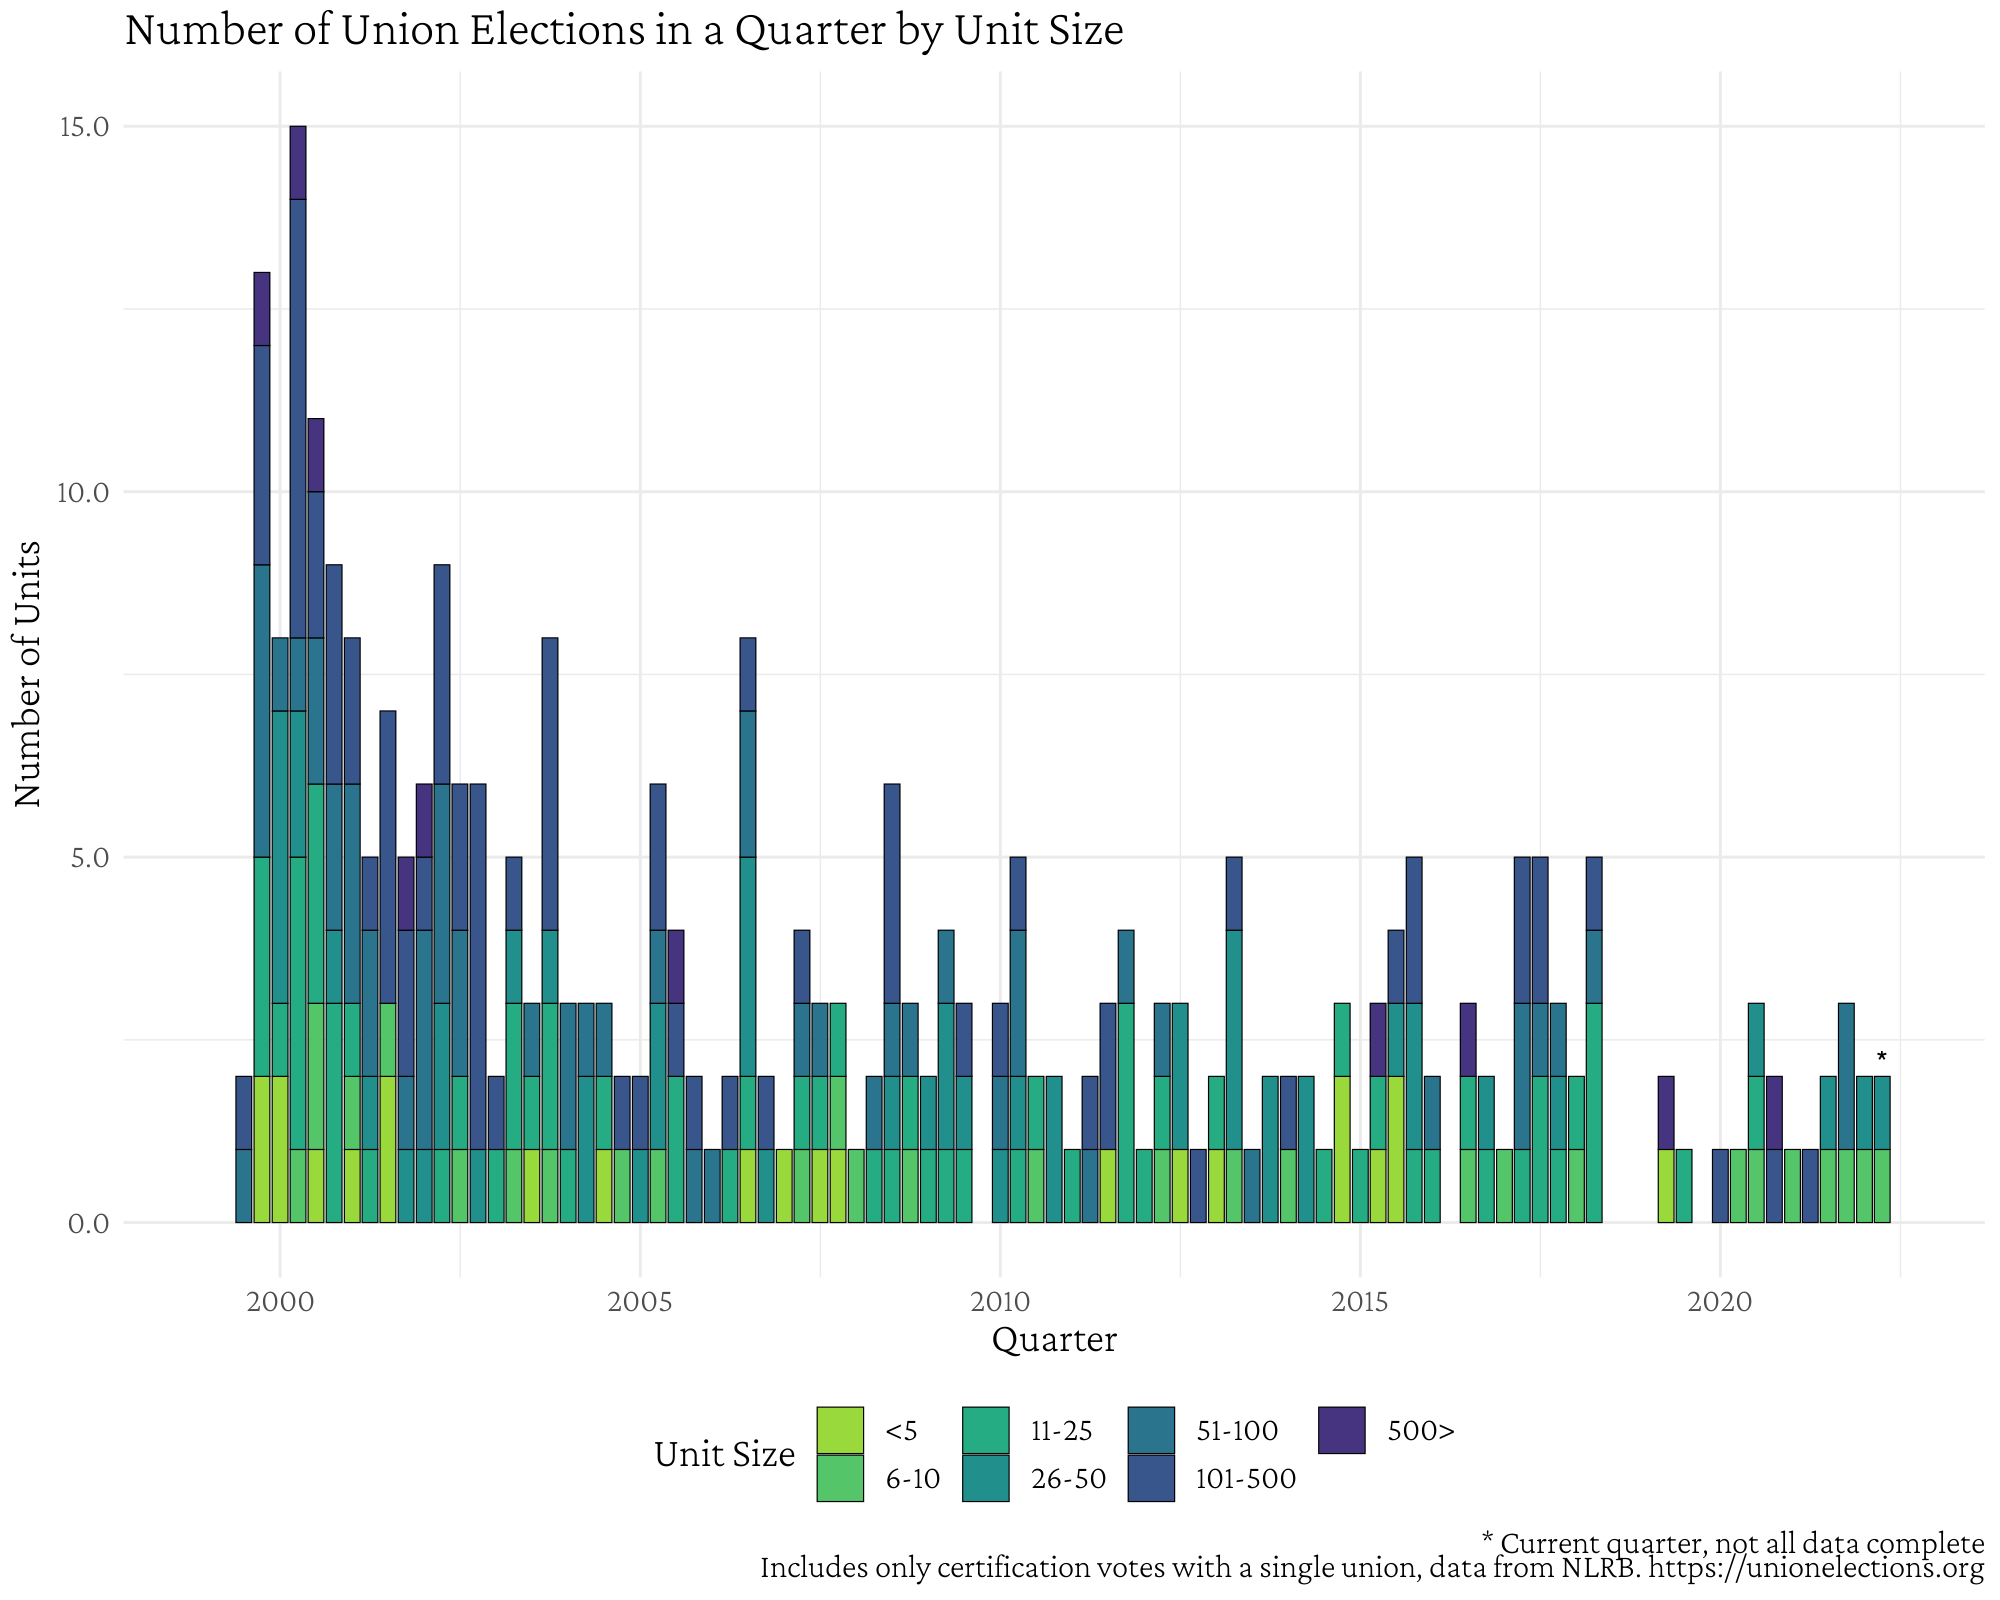 Number of Union Elections in a Quarter by Unit Size
Number of Units
15.0
10.0
5.0
0.0
*
2000 2005 2010 2015 2020
Quarter
Unit Size
<5 11-25 51-100 500>
6-10 26-50 101-500
* Current quarter, not all data complete
Includes only certification votes with a single union, data from NLRB. https://unionelections.org